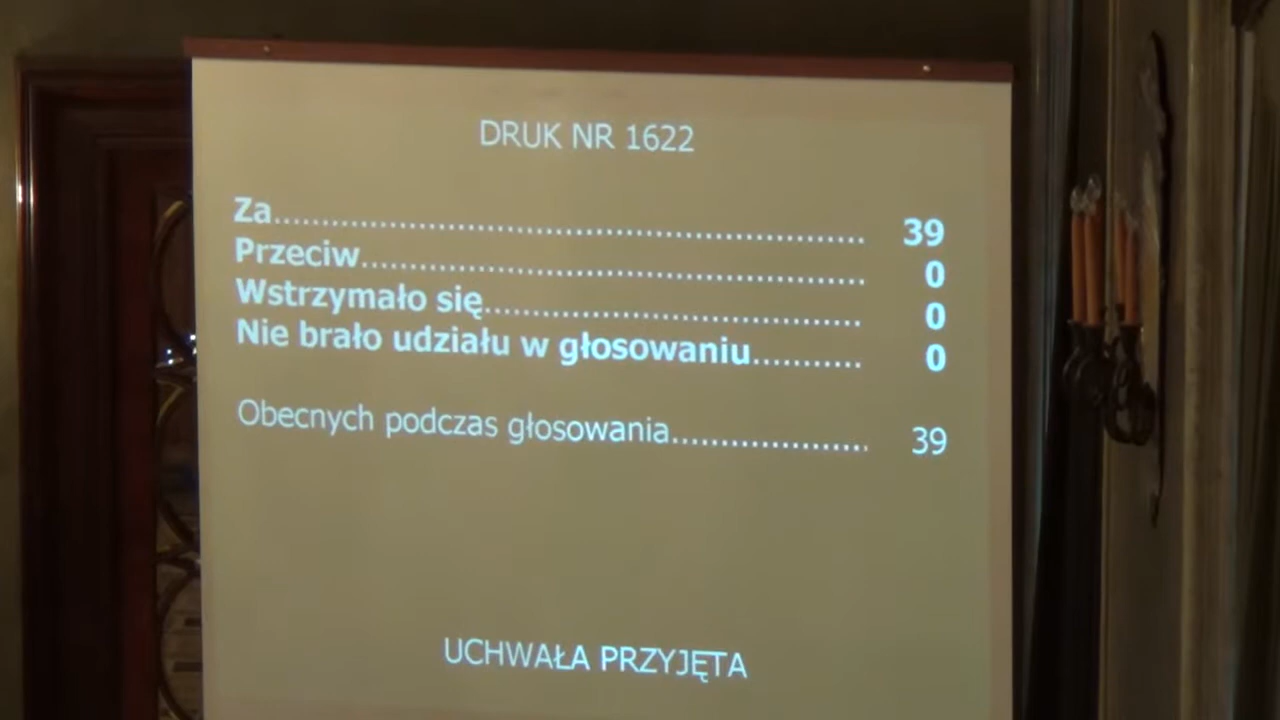 DRUK NR 1622
Za.......................................................... 39
Przeciw.................................................. 0
Wstrzymało się...................................... 0
Nie brało udziału w głosowaniu.......... 0
Obecnych podczas głosowania.................. 39
UCHWAŁA PRZYJĘTA